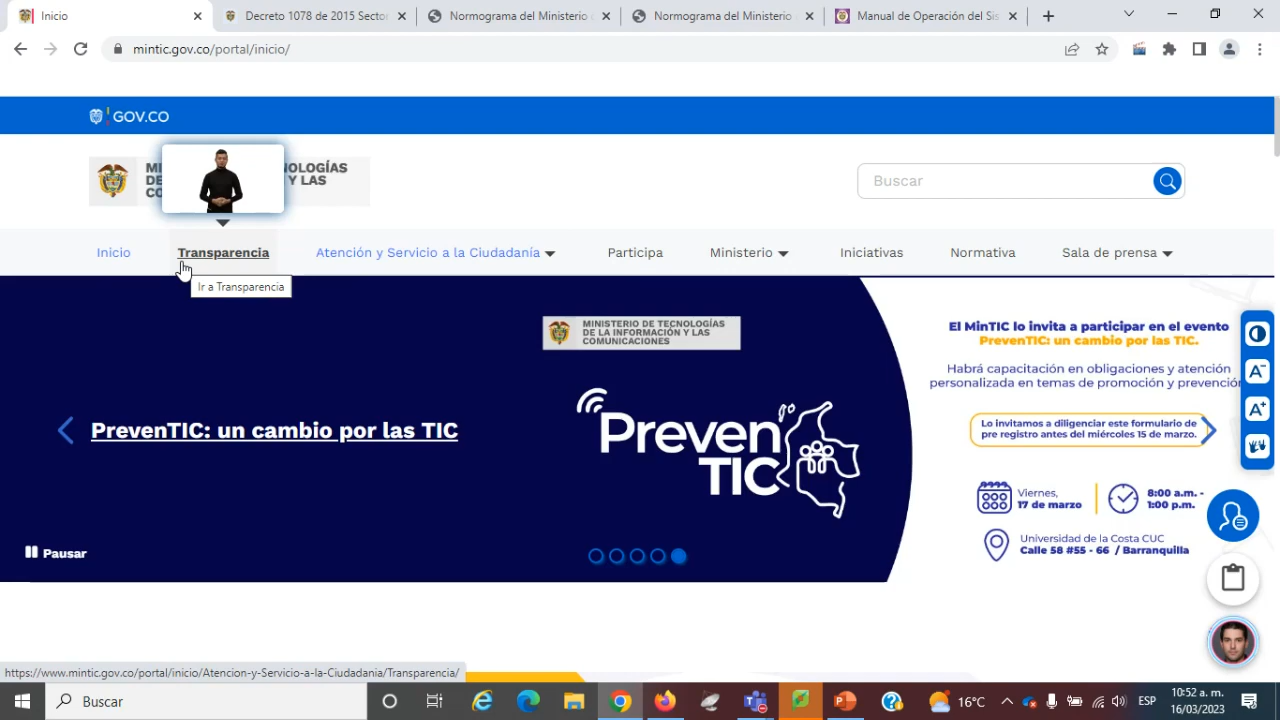 Inicio
Decreto 1078 de 2015 Sector
Normograma del Ministerio
Normograma del Ministerio
Manual de Operación del Sis
mintic.gov.co/portal/inicio/
GOV.CO
NOLOGÍAS
Y LAS
Buscar
Inicio
Transparencia
Atención y Servicio a la Ciudadanía
Participa
Ministerio
Iniciativas
Normativa
Sala de prensa
Ir a Transparencia
MINISTERIO DE TECNOLOGÍAS
DE LA INFORMACIÓN Y LAS
COMUNICACIONES
PrevenTIC: un cambio por las TIC
Preven
TIC
El MinTIC lo invita a participar en el evento
PrevenTIC: un cambio por las TIC.
Habrá capacitación en obligaciones y atención
personalizada en temas de promoción y prevención
Lo invitamos a diligenciar este formulario de
pre registro antes del miércoles 15 de marzo.
Viernes,
17 de marzo
8:00 a.m. -
1:00 p.m.
Universidad de la Costa CUC
Calle 58 #55 - 66 / Barranquilla
A-
A+
Pausar
https://www.mintic.gov.co/portal/inicio/Atencion-y-Servicio-a-la-Ciudadania/Transparencia/
Buscar
16°C
ESP
10:52 a. m.
16/03/2023